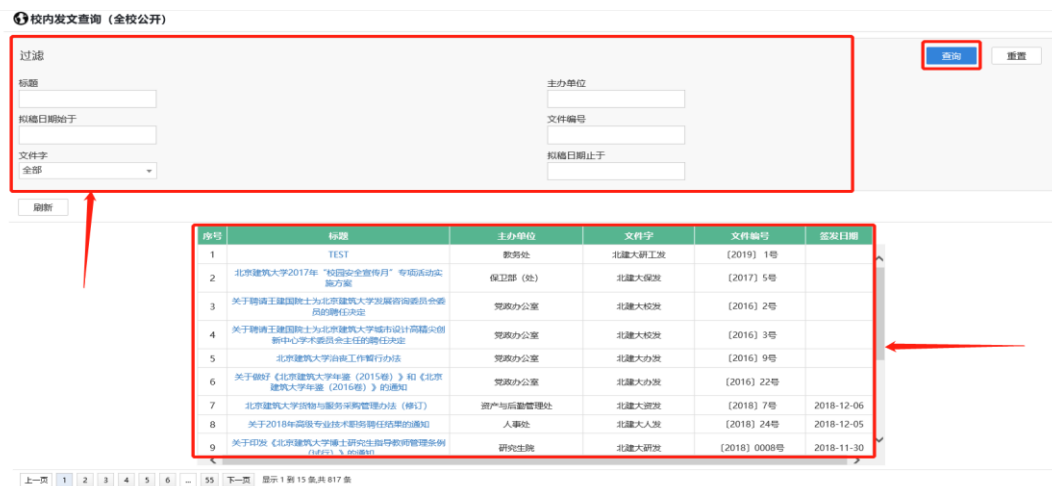 校内发文查询（全校公开）
过滤
查询 重置
标题 主办单位
拟稿日期始于 文件编号
文件字 拟稿日期止于
全部
刷新
序号 标题 主办单位 文件字 文件编号 签发日期
1 TEST 教务处 北建大研工发 〔2019〕 1号
2 北京建筑大学2017年“校园安全宣传月”专项活动实
施方案 保卫部（处） 北建大保发 〔2017〕 5号
3 关于聘请王建国院士为北京建筑大学发展咨询委员会委
员的聘任决定 党政办公室 北建大校发 〔2016〕 2号
4 关于聘请王建国院士为北京建筑大学城市设计高精尖创
新中心学术委员会主任的聘任决定 党政办公室 北建大校发 〔2016〕 3号
5 北京建筑大学治丧工作暂行办法 党政办公室 北建大办发 〔2016〕 9号
6 关于做好《北京建筑大学年鉴（2015卷）》和《北京
建筑大学年鉴（2016卷）》的通知 党政办公室 北建大办发 〔2016〕 22号
7 北京建筑大学货物与服务采购管理办法（修订） 资产与后勤管理处 北建大资发 〔2018〕 7号 2018-12-06
8 关于2018年高级专业技术职务聘任结果的通知 人事处 北建大人发 〔2018〕 24号 2018-12-05
9 关于印发《北京建筑大学博士研究生指导教师管理条例
（试行）》的通知 研究生院 北建大研发 〔2018〕 0008号 2018-11-30
上一页 1 2 3 4 5 6 ... 55 下一页 显示 1 到 15 条,共 817 条